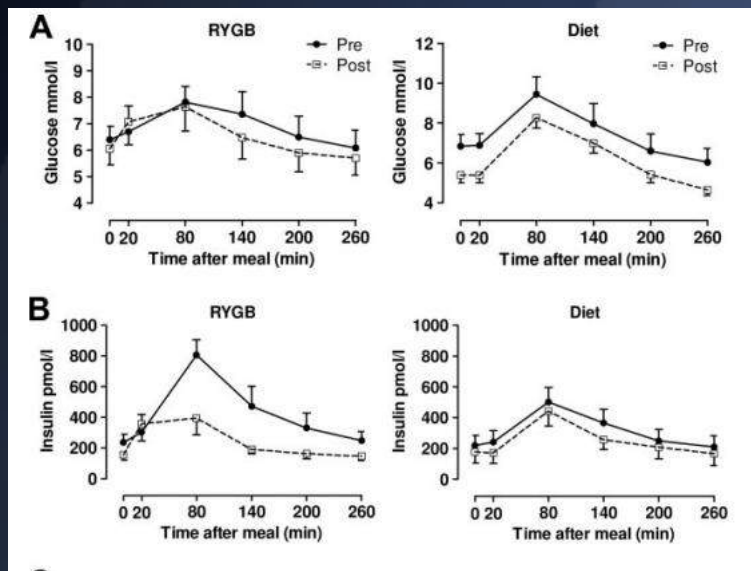 A
RYGB
Pre
Post
Glucose mmol/l
10
9
8
7
6
5
4
0 20 80 140 200 260
Time after meal (min)
Diet
Pre
Post
Glucose mmol/l
12
10
8
6
4
0 20 80 140 200 260
Time after meal (min)
B
RYGB
Insulin pmol/l
1000
800
600
400
200
0
0 20 80 140 200 260
Time after meal (min)
Diet
Insulin pmol/l
1000
800
600
400
200
0
0 20 80 140 200 260
Time after meal (min)